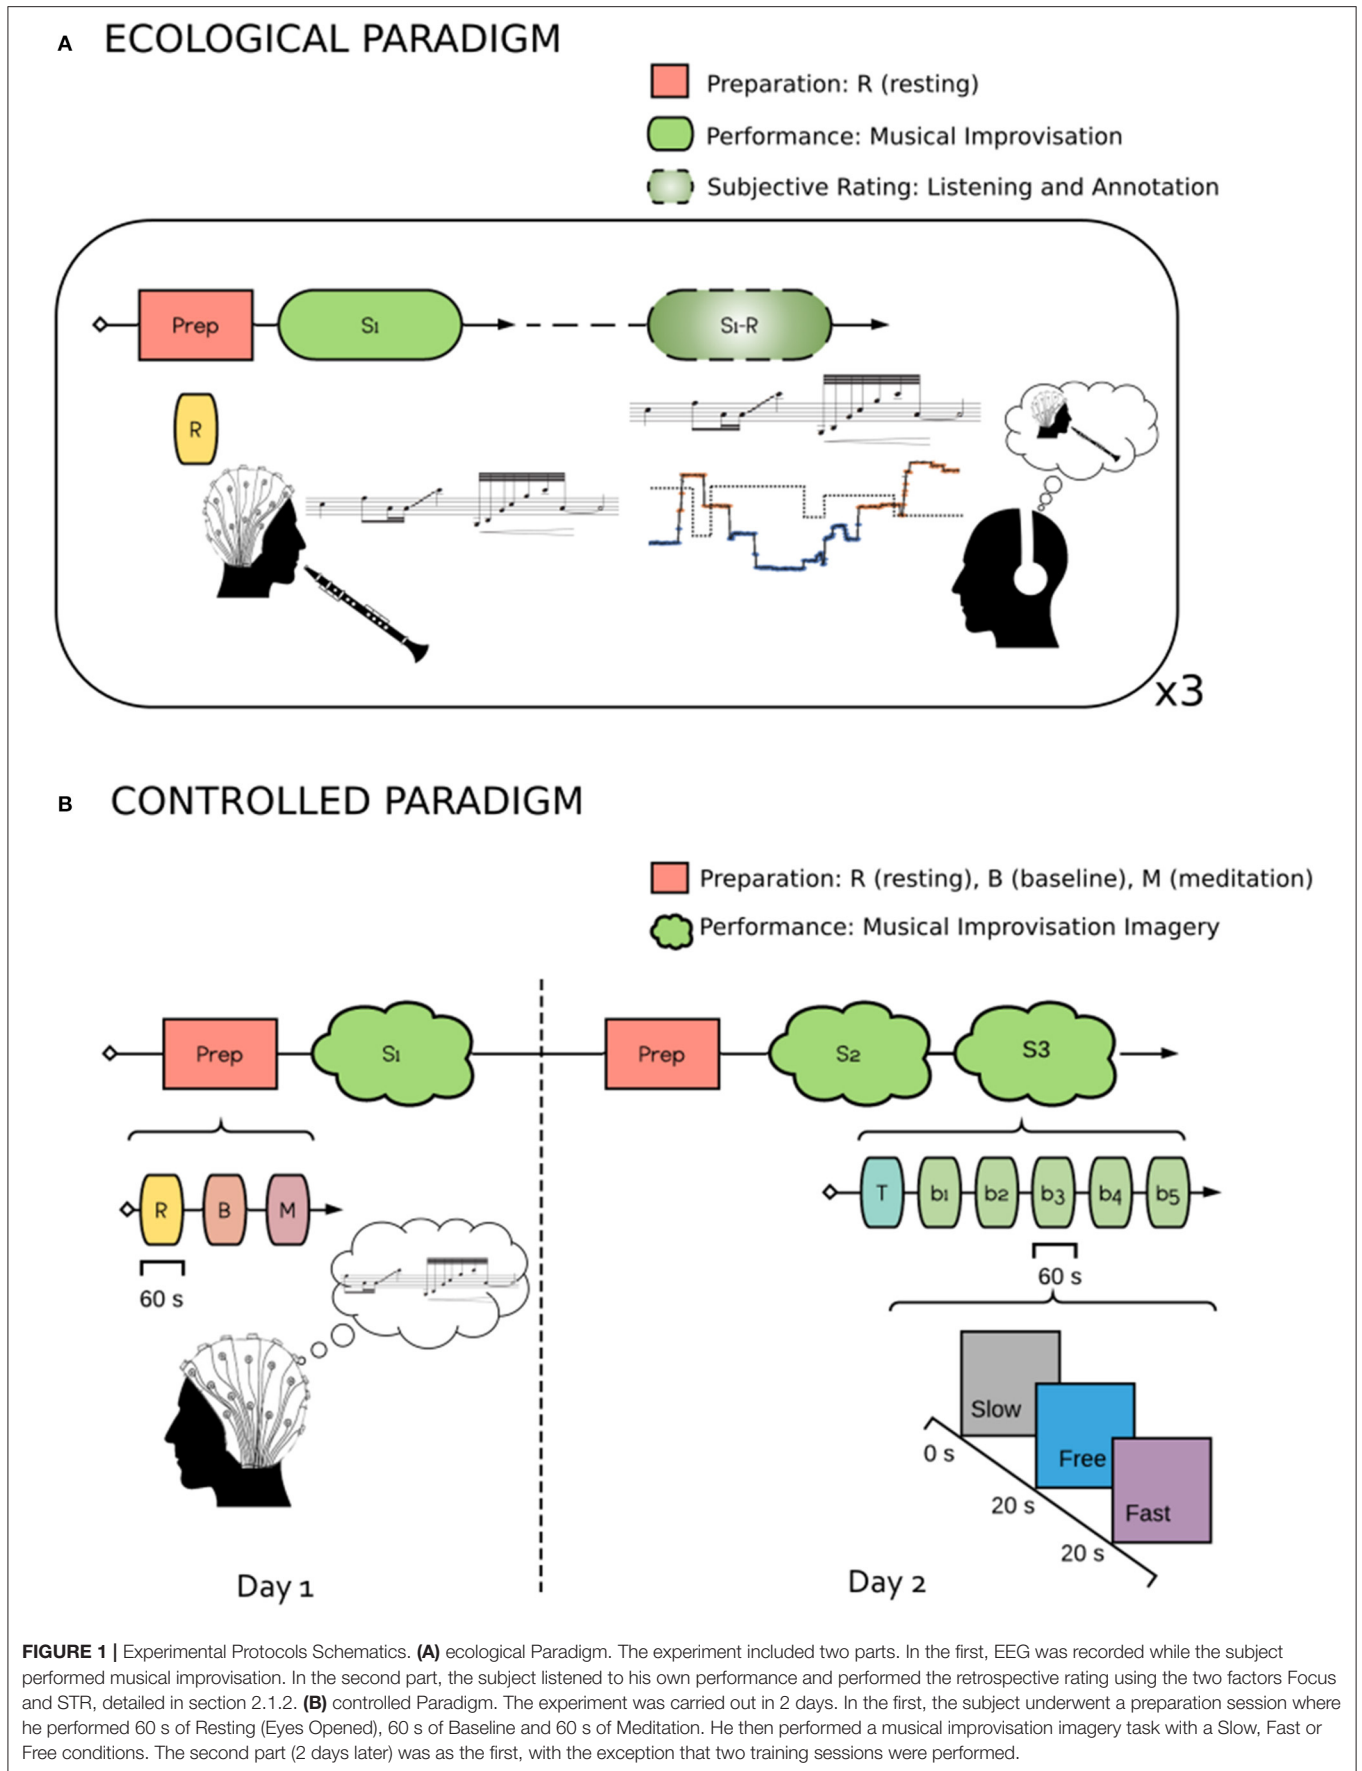 A ECOLOGICAL PARADIGM
Preparation: R (resting)
Performance: Musical Improvisation
Subjective Rating: Listening and Annotation
Prep
S1
S1-R
R
x3
B CONTROLLED PARADIGM
Preparation: R (resting), B (baseline), M (meditation)
Performance: Musical Improvisation Imagery
Prep
S1
Prep
S2
S3
R
B
M
60 s
T
b1
b2
b3
b4
b5
60 s
Slow
Free
Fast
0 s
20 s
20 s
Day 1
Day 2
FIGURE 1 | Experimental Protocols Schematics. (A) ecological Paradigm. The experiment included two parts. In the first, EEG was recorded while the subject
performed musical improvisation. In the second part, the subject listened to his own performance and performed the retrospective rating using the two factors Focus
and STR, detailed in section 2.1.2. (B) controlled Paradigm. The experiment was carried out in 2 days. In the first, the subject underwent a preparation session where
he performed 60 s of Resting (Eyes Opened), 60 s of Baseline and 60 s of Meditation. He then performed a musical improvisation imagery task with a Slow, Fast or
Free conditions. The second part (2 days later) was as the first, with the exception that two training sessions were performed.